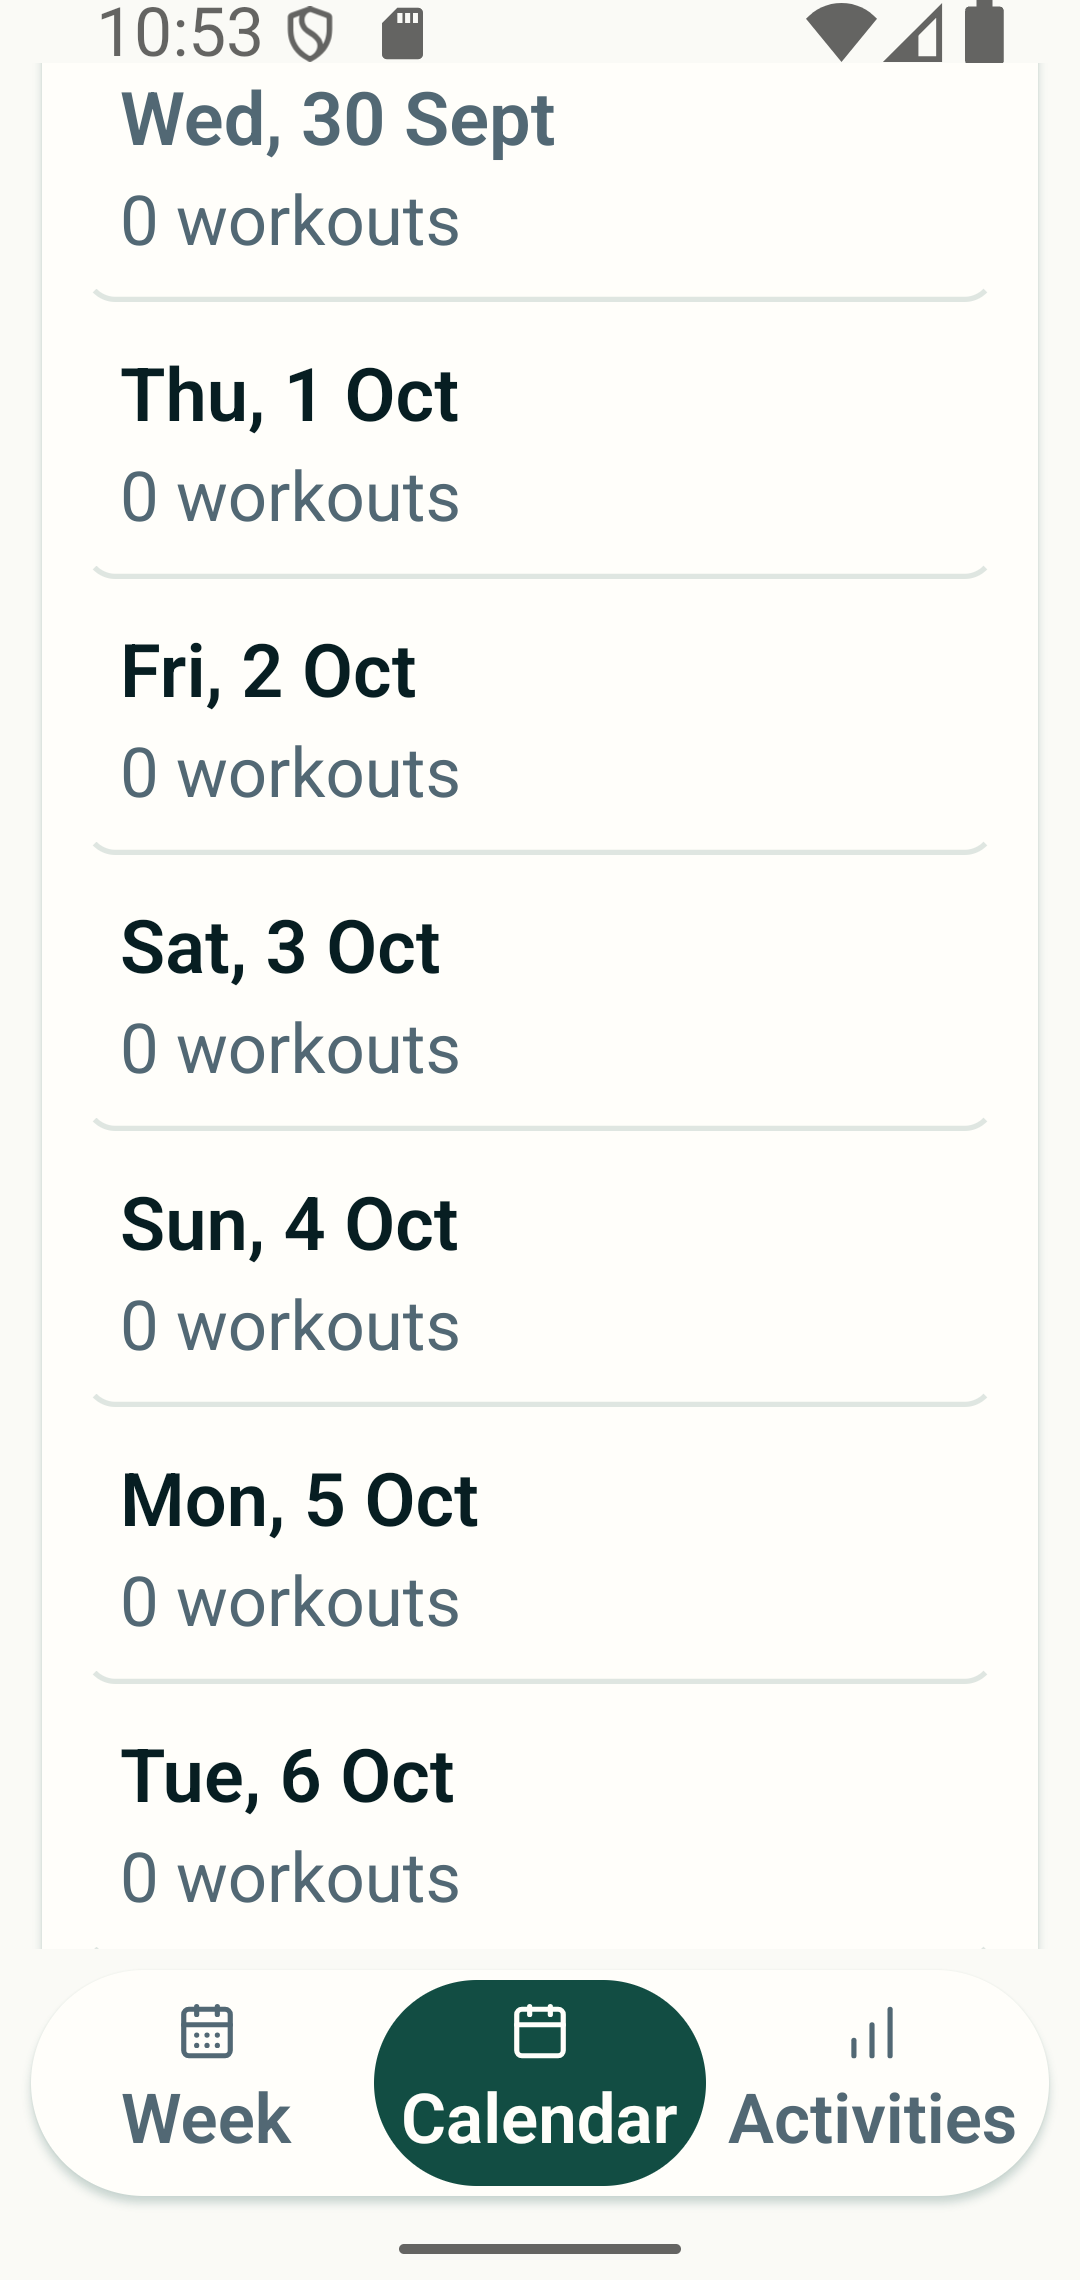 10:53
Wed, 30 Sept
0 workouts
Thu, 1 Oct
0 workouts
Fri, 2 Oct
0 workouts
Sat, 3 Oct
0 workouts
Sun, 4 Oct
0 workouts
Mon, 5 Oct
0 workouts
Tue, 6 Oct
0 workouts
Week
Calendar
Activities